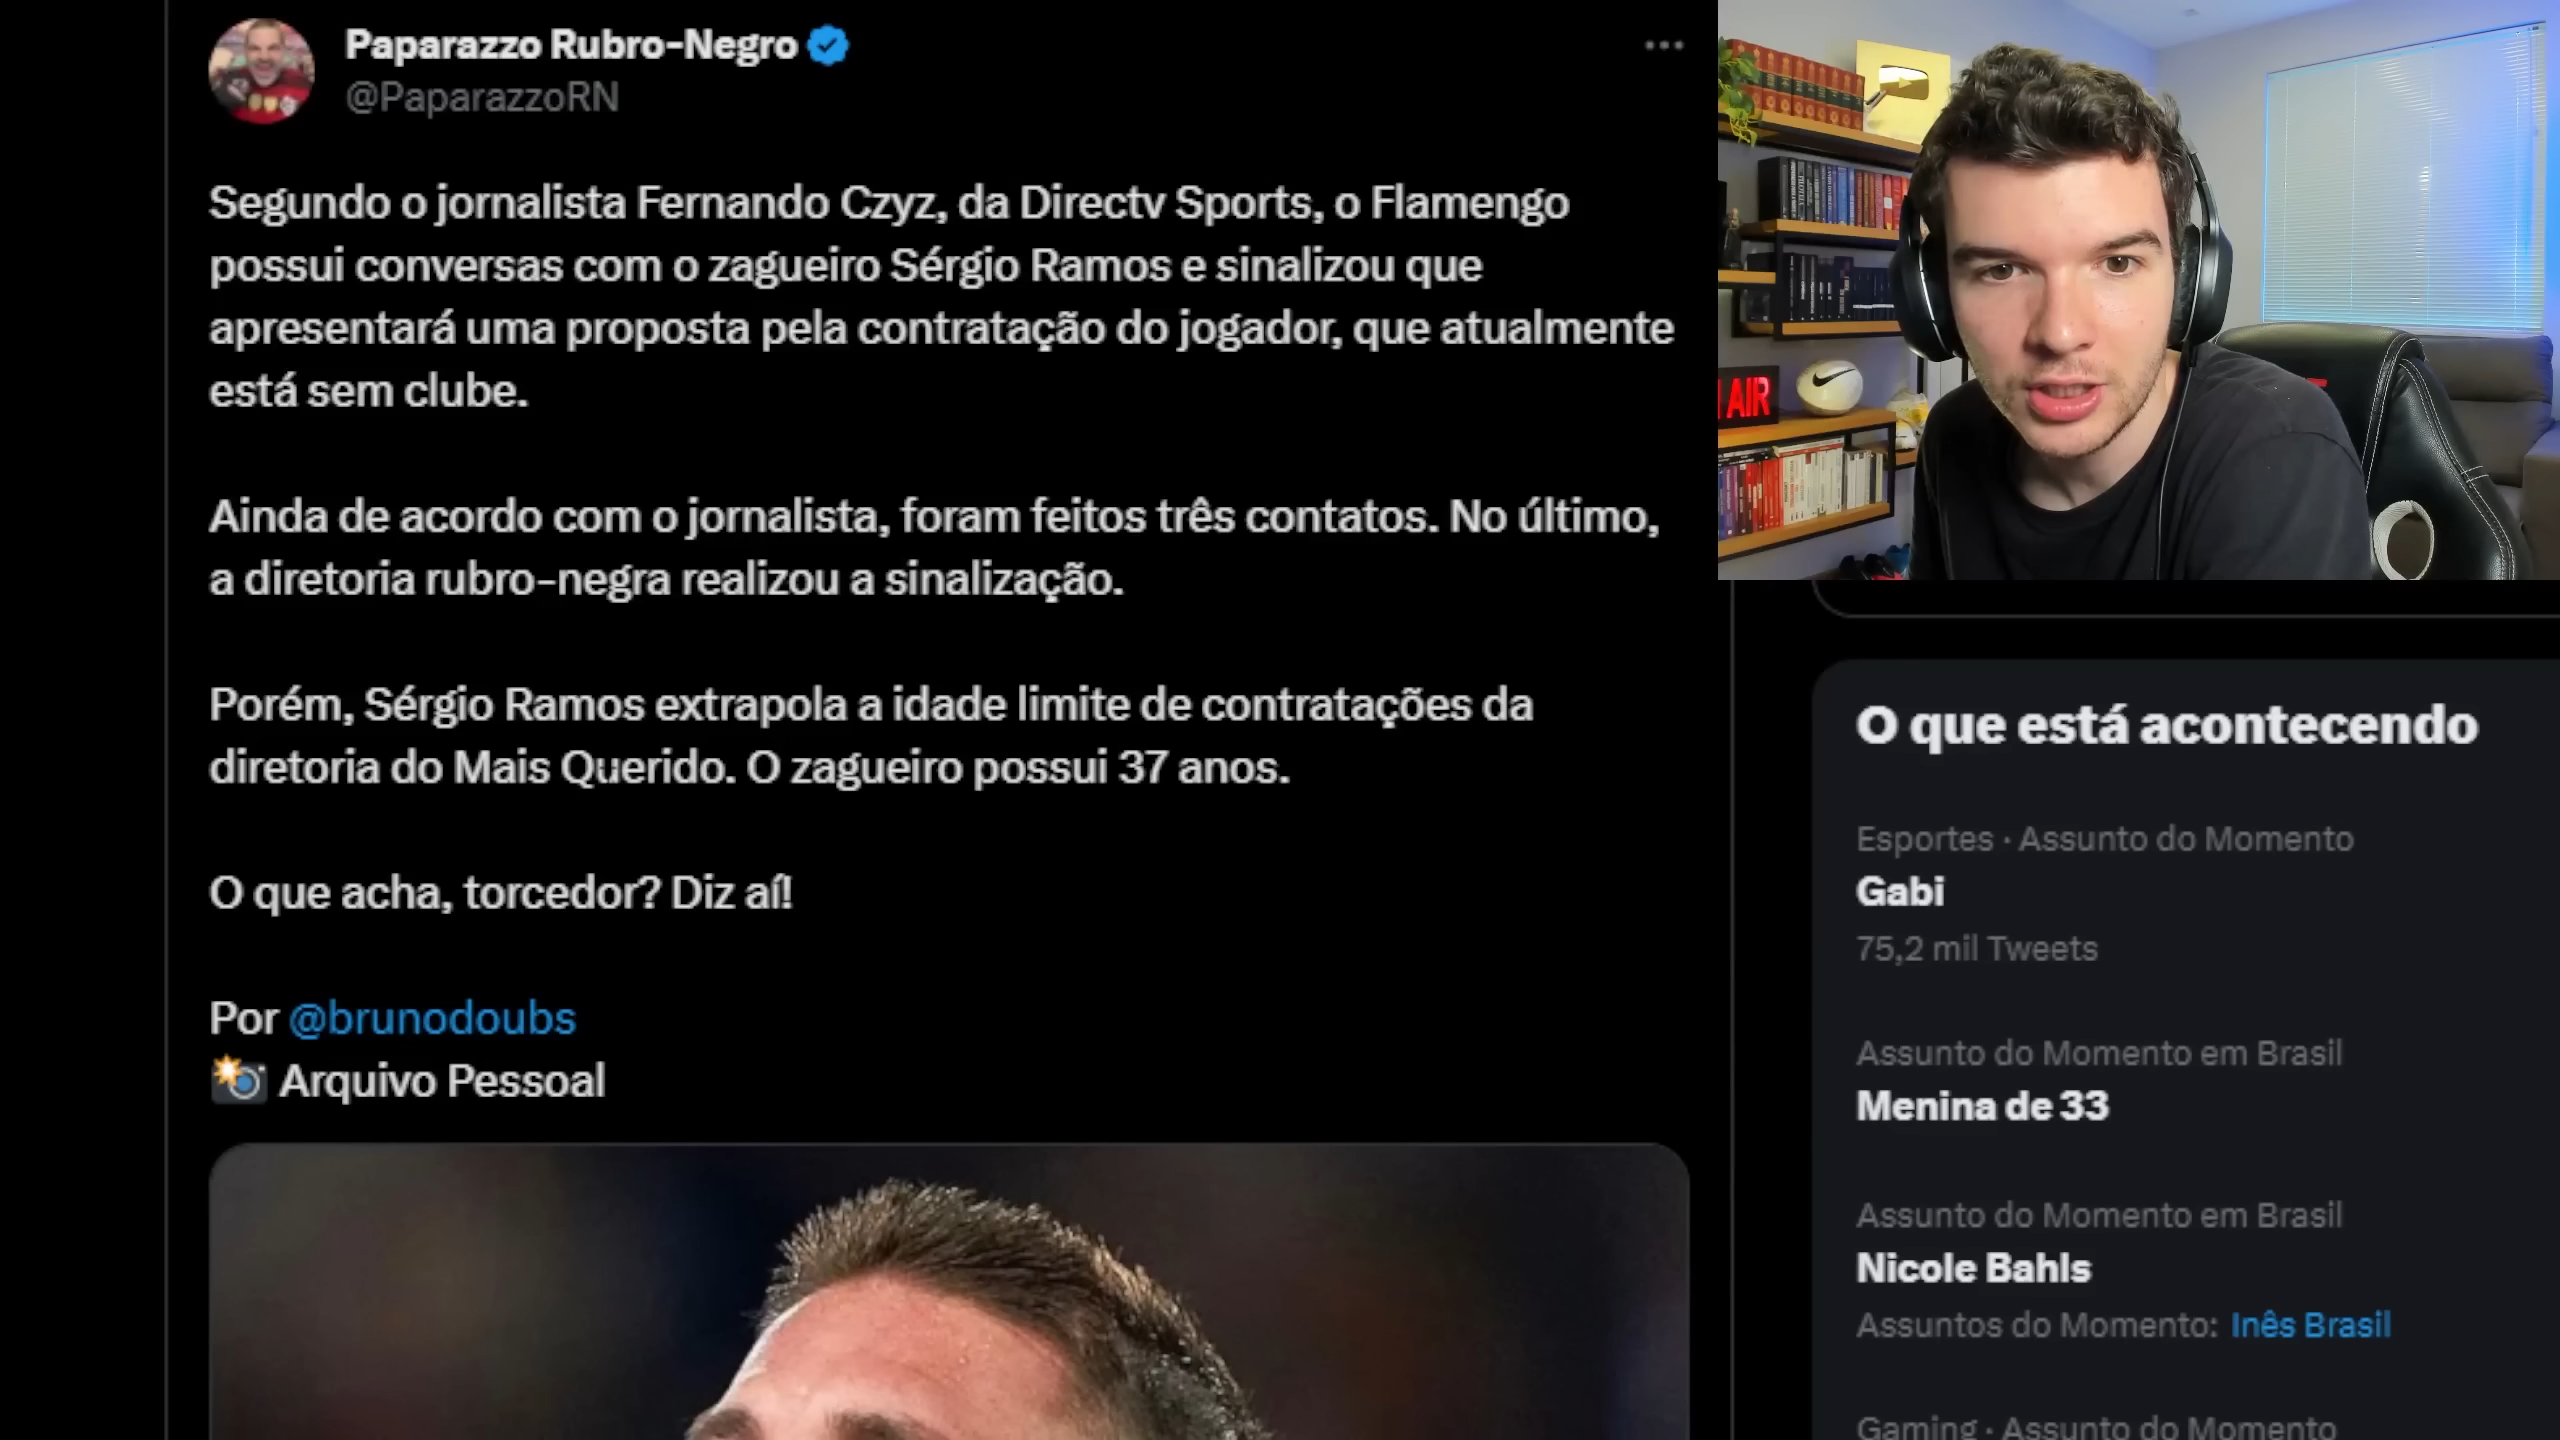 Paparazzo Rubro-Negro
@PaparazzoRN
Segundo o jornalista Fernando Czyz, da Directv Sports, o Flamengo
possui conversas com o zagueiro Sérgio Ramos e sinalizou que
apresentará uma proposta pela contratação do jogador, que atualmente
está sem clube.
Ainda de acordo com o jornalista, foram feitos três contatos. No último,
a diretoria rubro-negra realizou a sinalização.
Porém, Sérgio Ramos extrapola a idade limite de contratações da
diretoria do Mais Querido. O zagueiro possui 37 anos.
O que acha, torcedor? Diz aí!
Por @brunodoubs
Arquivo Pessoal
AIR
O que está acontecendo
Esportes · Assunto do Momento
Gabi
75,2 mil Tweets
Assunto do Momento em Brasil
Menina de 33
Assunto do Momento em Brasil
Nicole Bahls
Assuntos do Momento: Inês Brasil
Gaming · Assunto do Momento